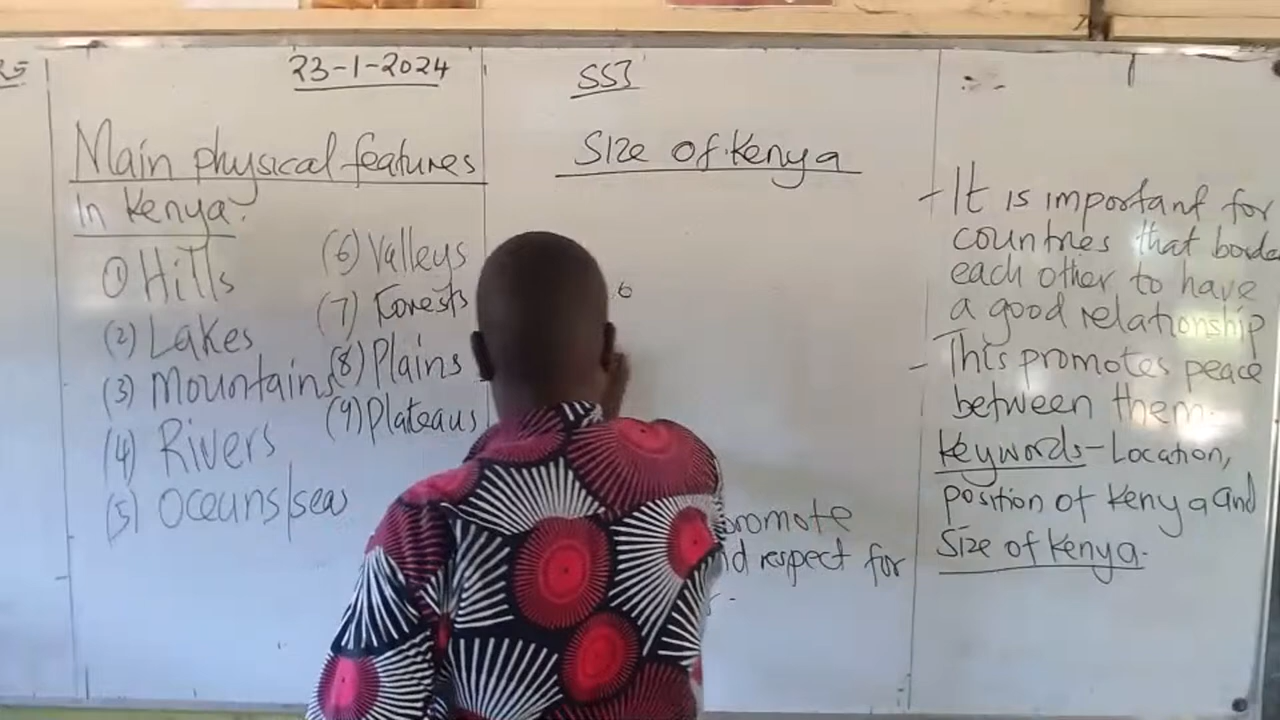 23-1-2024
Main physical features
In Kenya:
(1) Hills
(2) Lakes
(3) Mountains
(4) Rivers
(5) Oceans/seas
(6) Valleys
(7) Forests
(8) Plains
(9) Plateaus
Size of Kenya
6
promote
respect for
- It is important for
countries that
each other to have
a good relationship
- This promotes peace
between them.
Keywords - Location,
position of Kenya and
Size of Kenya.